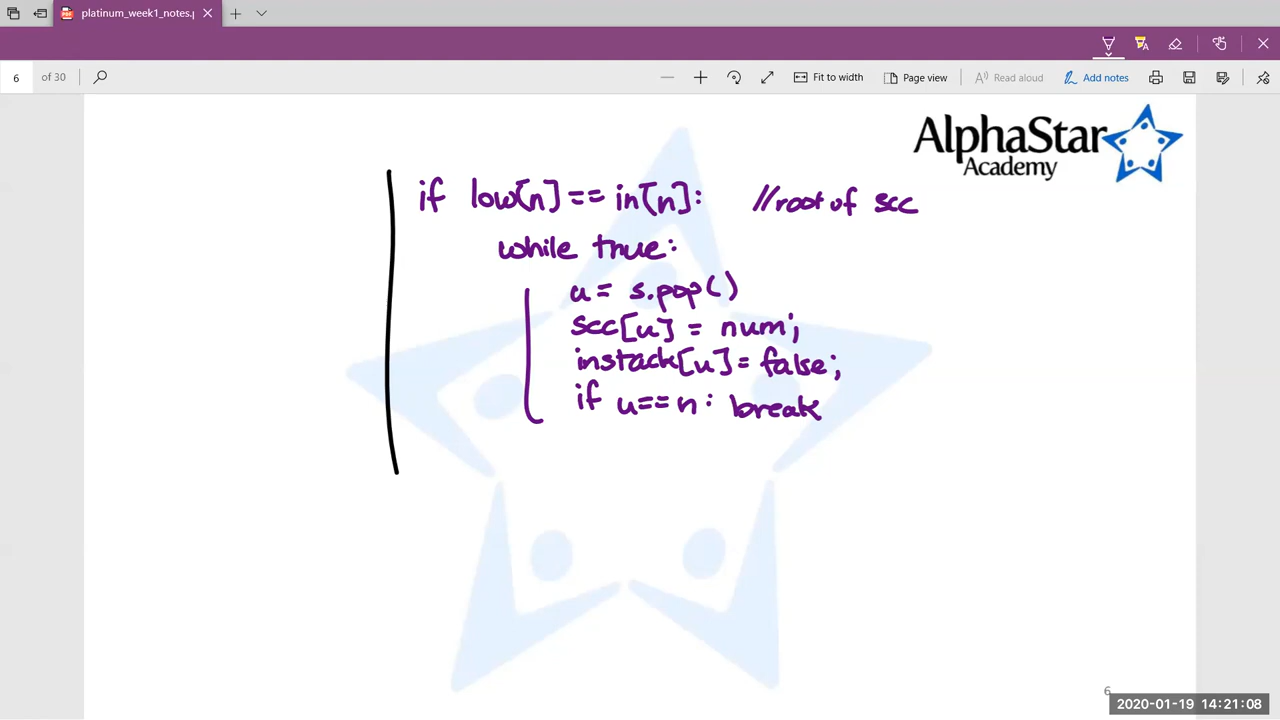 platinum_week1_notes.p
6 of 30
Fit to width
Page view
Read aloud
Add notes
AlphaStar
Academy
if low[n]==in[n]: //root of scc
while true:
u= s.pop()
scc[u] = num;
instack[u]=false;
if u==n: break
6
2020-01-19 14:21:08